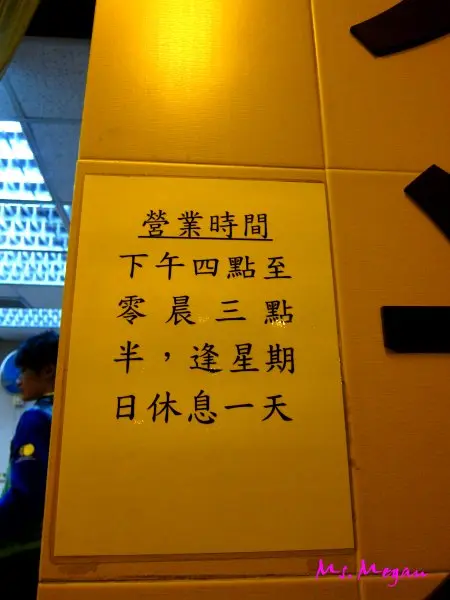 營業時間
下午四點至
零晨三點
半，逢星期
日休息一天
Ms. Megan